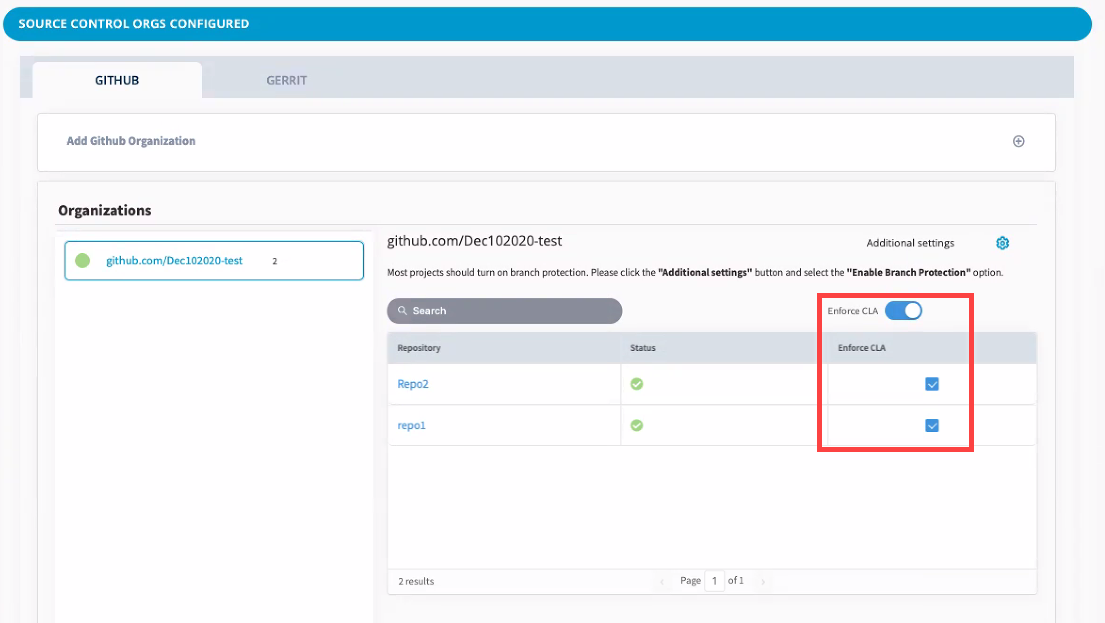 SOURCE CONTROL ORGS CONFIGURED
GITHUB GERRIT
Add Github Organization
Organizations
github.com/Dec102020-test 2
github.com/Dec102020-test Additional settings
Most projects should turn on branch protection. Please click the "Additional settings" button and select the "Enable Branch Protection" option.
Search Enforce CLA
Repository Status Enforce CLA
Repo2
repo1
2 results Page 1 of 1